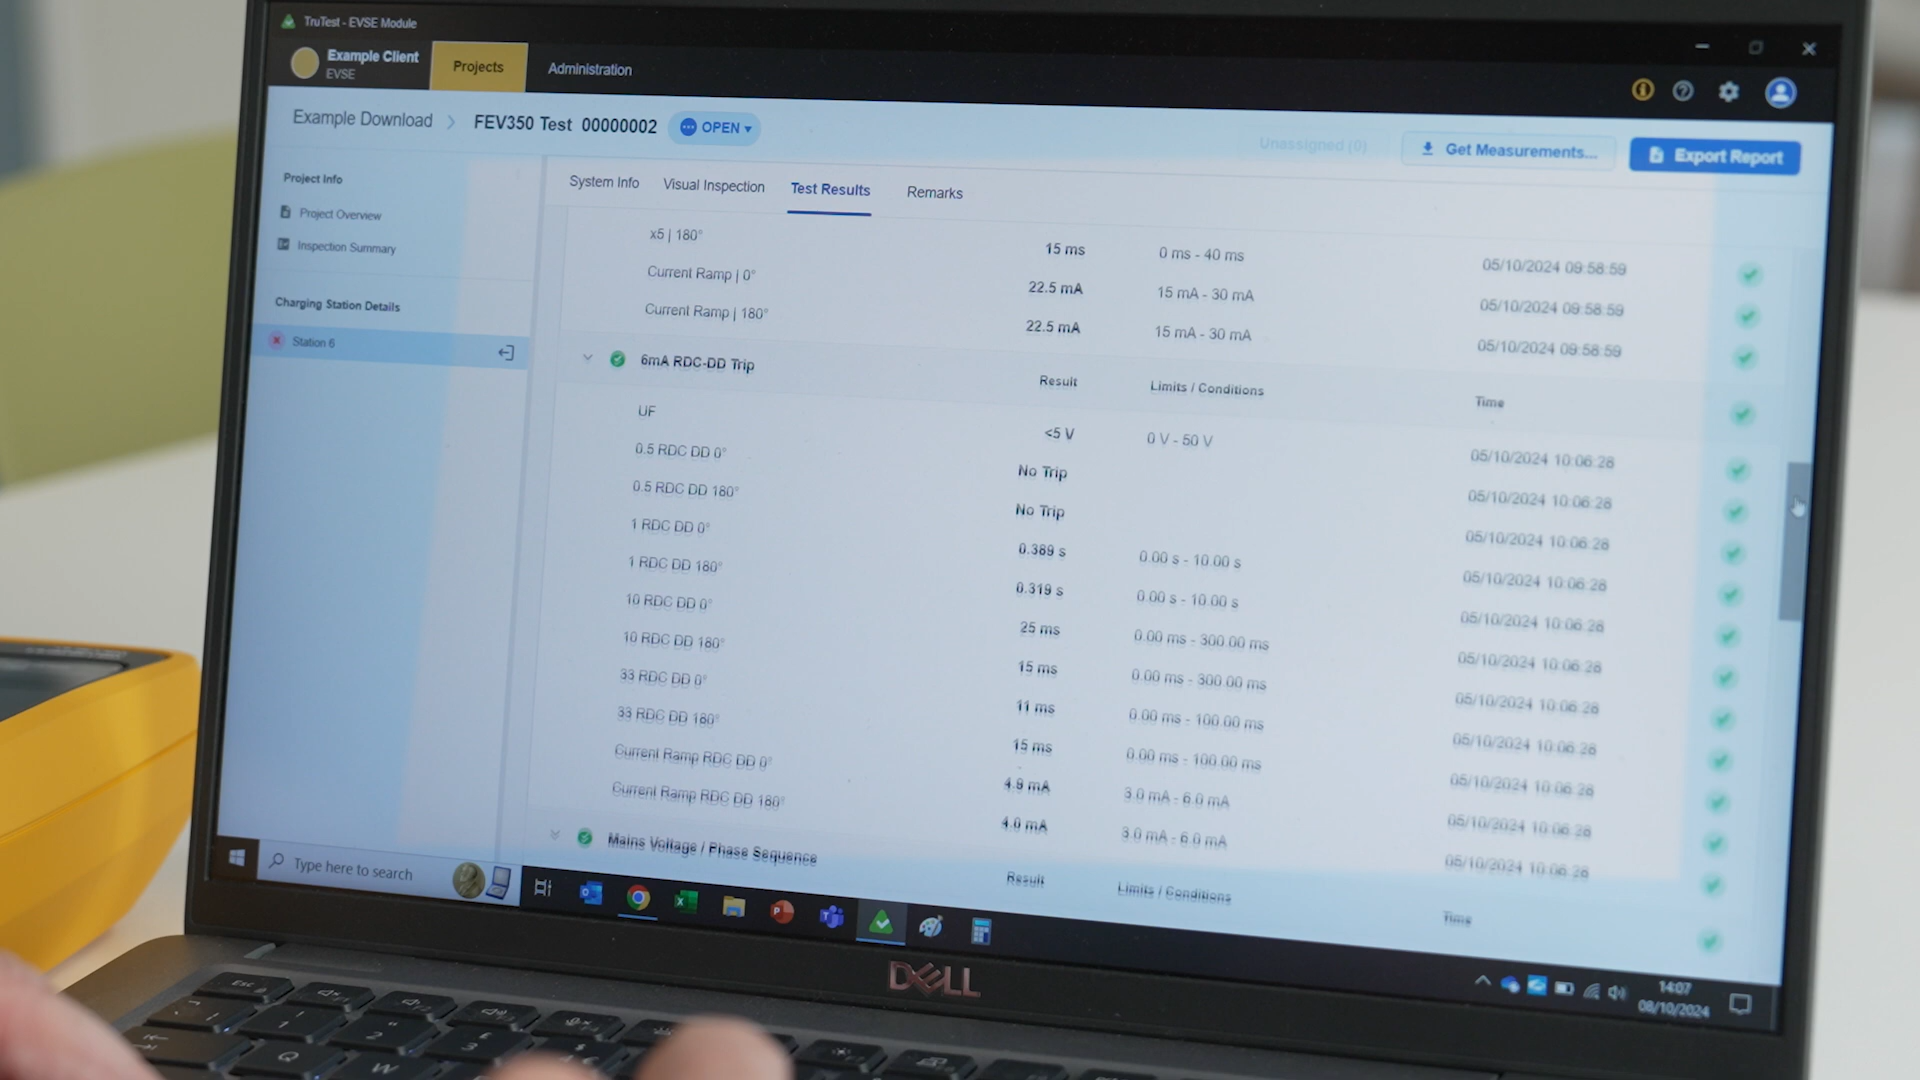 TruTest - EVSE Module
Example Client
EVSE
Projects
Administration
Example Download > FEV350 Test 00000002
OPEN
Unassigned (0)
Get Measurements...
Export Report
Project Info
Project Overview
Inspection Summary
Charging Station Details
Station 6
System Info Visual Inspection Test Results Remarks
x5 | 180° 15 ms 0 ms - 40 ms 05/10/2024 09:58:59
Current Ramp | 0° 22.5 mA 15 mA - 30 mA 05/10/2024 09:58:59
Current Ramp | 180° 22.5 mA 15 mA - 30 mA 05/10/2024 09:58:59
6mA RDC-DD Trip Result Limits / Conditions Time
UF <5 V 0 V - 50 V 05/10/2024 10:06:28
0.5 RDC DD 0° No Trip 05/10/2024 10:06:28
0.5 RDC DD 180° No Trip 05/10/2024 10:06:28
1 RDC DD 0° 0.389 s 0.00 s - 10.00 s 05/10/2024 10:06:28
1 RDC DD 180° 0.319 s 0.00 s - 10.00 s 05/10/2024 10:06:28
10 RDC DD 0° 25 ms 0.00 ms - 300.00 ms 05/10/2024 10:06:28
10 RDC DD 180° 15 ms 0.00 ms - 300.00 ms 05/10/2024 10:06:28
33 RDC DD 0° 11 ms 0.00 ms - 100.00 ms 05/10/2024 10:06:28
33 RDC DD 180° 15 ms 0.00 ms - 100.00 ms 05/10/2024 10:06:28
Current Ramp RDC DD 0° 4.9 mA 3.0 mA - 6.0 mA 05/10/2024 10:06:28
Current Ramp RDC DD 180° 4.0 mA 3.0 mA - 6.0 mA 05/10/2024 10:06:28
Mains Voltage / Phase Sequence Result Limits / Conditions Time
Type here to search
14:07
08/10/2024
DELL
Esc
1
2
3
Q
W